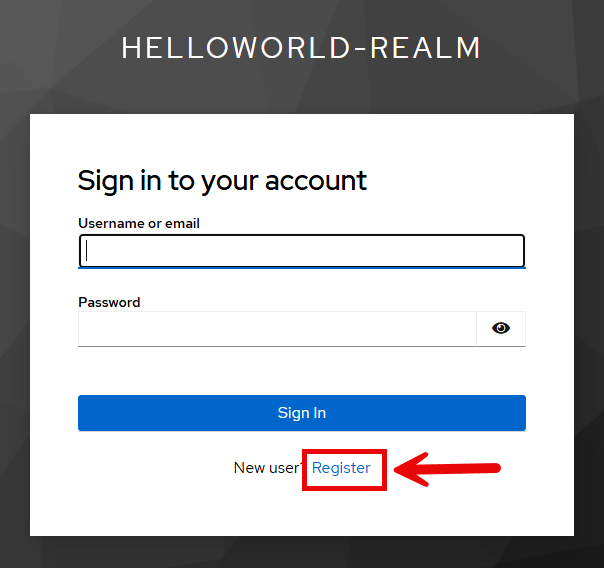 HELLOWORLD-REALM
Sign in to your account
Username or email
Password
Sign In
New user? Register